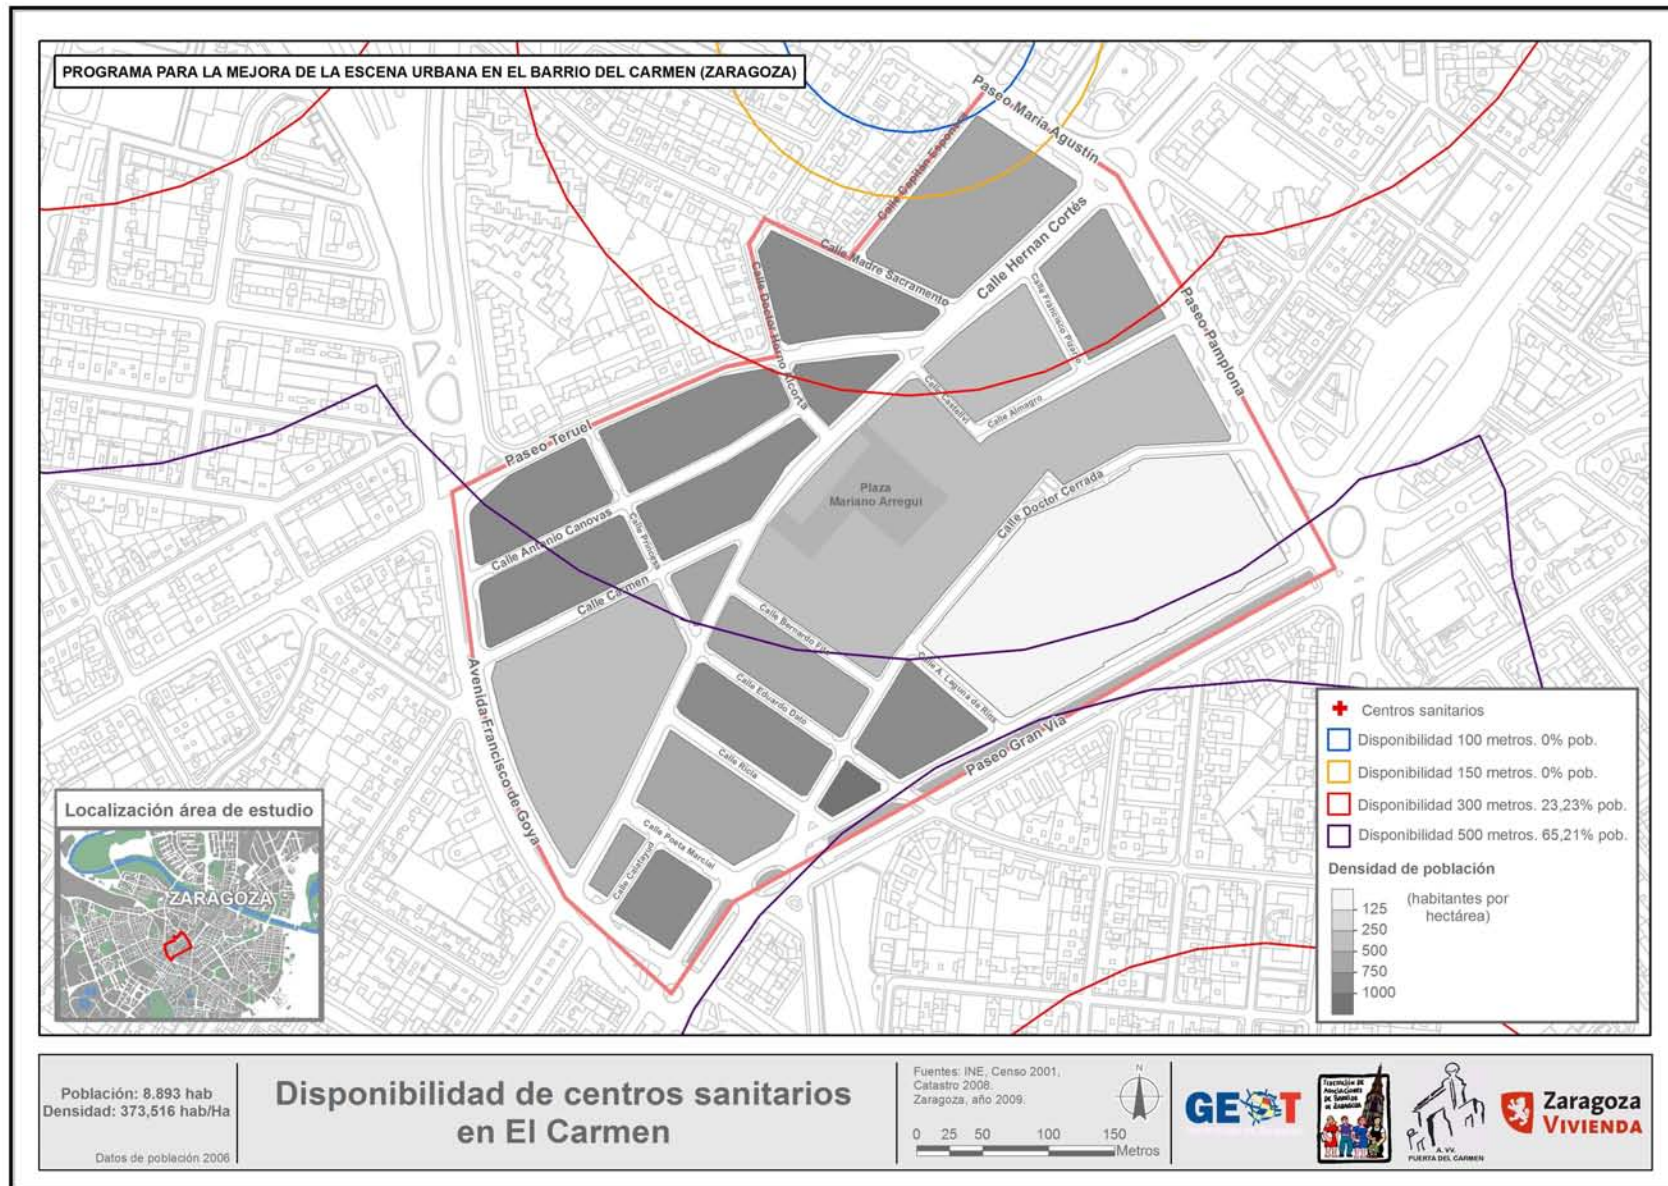 PROGRAMA PARA LA MEJORA DE LA ESCENA URBANA EN EL BARRIO DEL CARMEN (ZARAGOZA)
Paseo María Agustín
Calle Capitán Esponera
Calle Hernan Cortés
Calle Madre Sacramento
Calle Doctor Horno Alcorta
Calle Francisco Pizarro
Paseo Pamplona
Calle Castellví
Calle Almagro
Paseo Teruel
Plaza
Mariano Arregui
Calle Doctor Cerrada
Calle Antonio Canovas
Calle Princesa
Calle Carmen
Calle Bernardo Fita
Calle A. Laguna de Rins
Calle Eduardo Dato
Avenida Francisco de Goya
Calle Ricla
Paseo Gran Vía
Calle Poeta Marcial
Calle Calatayud
Localización área de estudio
ZARAGOZA
Centros sanitarios
Disponibilidad 100 metros. 0% pob.
Disponibilidad 150 metros. 0% pob.
Disponibilidad 300 metros. 23,23% pob.
Disponibilidad 500 metros. 65,21% pob.
Densidad de población
(habitantes por
hectárea)
125
250
500
750
1000
Población: 8.893 hab
Densidad: 373,516 hab/Ha
Datos de población 2006
Disponibilidad de centros sanitarios
en El Carmen
Fuentes: INE, Censo 2001,
Catastro 2008.
Zaragoza, año 2009.
N
0 25 50 100 150
Metros
GEOT
FEDERACIÓN DE
ASOCIACIONES
DE BARRIOS
DE ZARAGOZA
A. VV.
PUERTA DEL CARMEN
Zaragoza
VIVIENDA